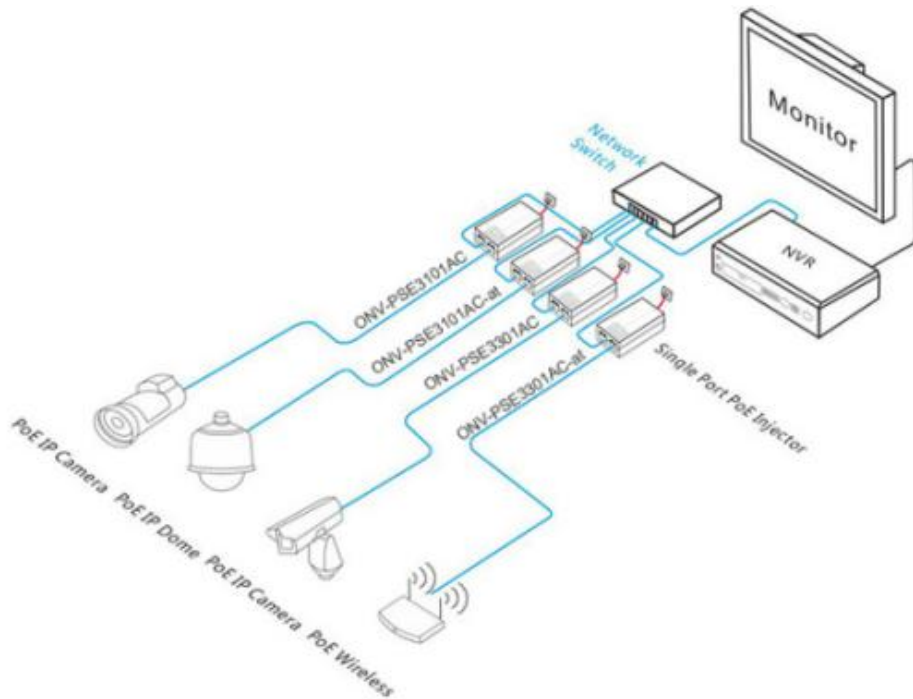 Monitor
Network
Switch
NVR
ONV-PSE3101AC
ONV-PSE3101AC-at
ONV-PSE3301AC
ONV-PSE3301AC-at
Single Port PoE Injector
PoE IP Camera PoE IP Dome PoE IP Camera PoE Wireless